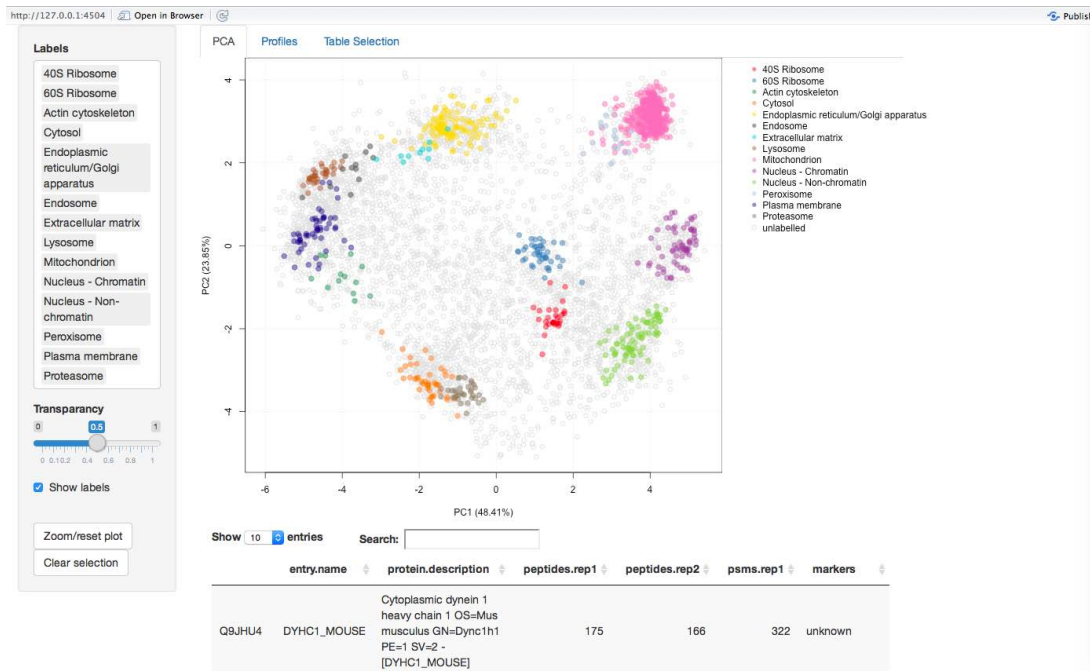 http://127.0.0.1:4504 Open in Browser Publish
Labels
40S Ribosome
60S Ribosome
Actin cytoskeleton
Cytosol
Endoplasmic
reticulum/Golgi
apparatus
Endosome
Extracellular matrix
Lysosome
Mitochondrion
Nucleus - Chromatin
Nucleus - Non-
chromatin
Peroxisome
Plasma membrane
Proteasome
Transparancy
0 0.5 1
0 0.10.2 0.4 0.6 0.8 1
Show labels
Zoom/reset plot
Clear selection
PCA Profiles Table Selection
4
2
0
-2
-4
PC2 (23.85%)
-6 -4 -2 0 2 4
PC1 (48.41%)
40S Ribosome
60S Ribosome
Actin cytoskeleton
Cytosol
Endoplasmic reticulum/Golgi apparatus
Endosome
Extracellular matrix
Lysosome
Mitochondrion
Nucleus - Chromatin
Nucleus - Non-chromatin
Peroxisome
Plasma membrane
Proteasome
unlabelled
Show 10 entries Search:
entry.name protein.description peptides.rep1 peptides.rep2 psms.rep1 markers
Cytoplasmic dynein 1
heavy chain 1 OS=Mus
Q9JHU4 DYHC1_MOUSE musculus GN=Dync1h1 175 166 322 unknown
PE=1 SV=2 -
[DYHC1_MOUSE]